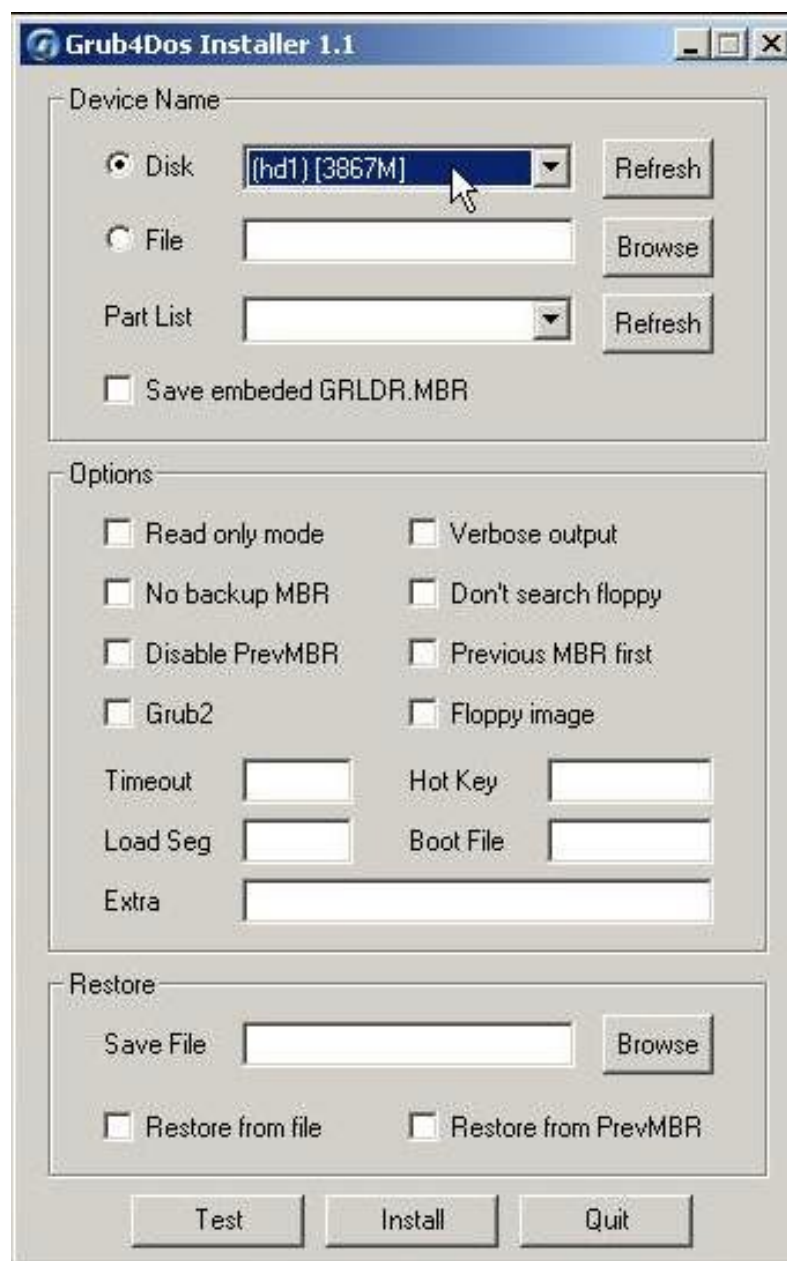 Grub4Dos Installer 1.1
Device Name
Disk (hd1) [3867M] Refresh
File Browse
Part List Refresh
Save embeded GRLDR.MBR
Options
Read only mode Verbose output
No backup MBR Don't search floppy
Disable PrevMBR Previous MBR first
Grub2 Floppy image
Timeout Hot Key
Load Seg Boot File
Extra
Restore
Save File Browse
Restore from file Restore from PrevMBR
Test Install Quit